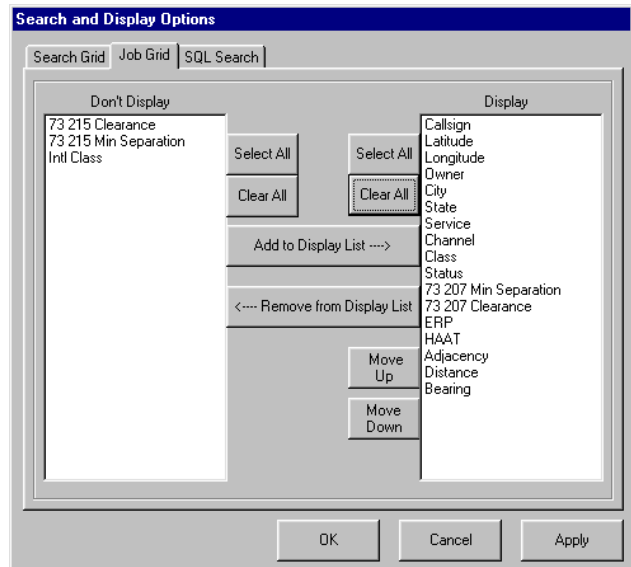 Search and Display Options
Search Grid Job Grid SQL Search
Don't Display
73 215 Clearance
73 215 Min Separation
Intl Class
Select All
Clear All
Select All
Clear All
Add to Display List ---->
<---- Remove from Display List
Move
Up
Move
Down
Display
Callsign
Latitude
Longitude
Owner
City
State
Service
Channel
Class
Status
73 207 Min Separation
73 207 Clearance
ERP
HAAT
Adjacency
Distance
Bearing
OK Cancel Apply